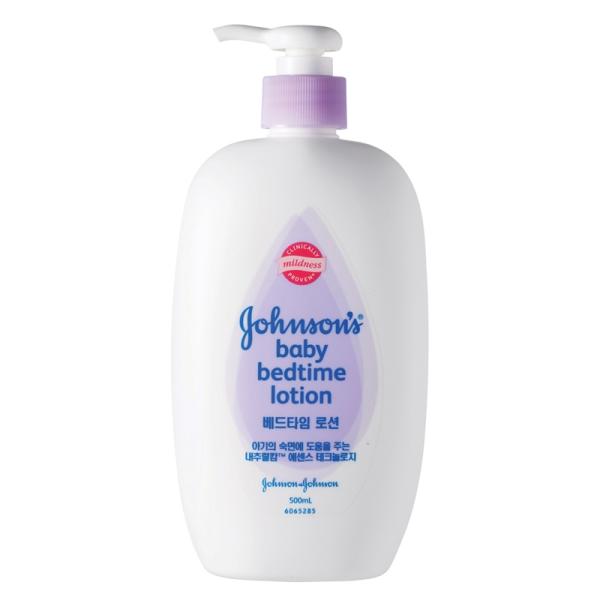 CLINICALLY
mildness
PROVEN®
Johnson's®
baby
bedtime
lotion
베드타임 로션
아기의 숙면에 도움을 주는
내추럴캄™ 에센스 테크놀로지
Johnson & Johnson
500mL
6065285